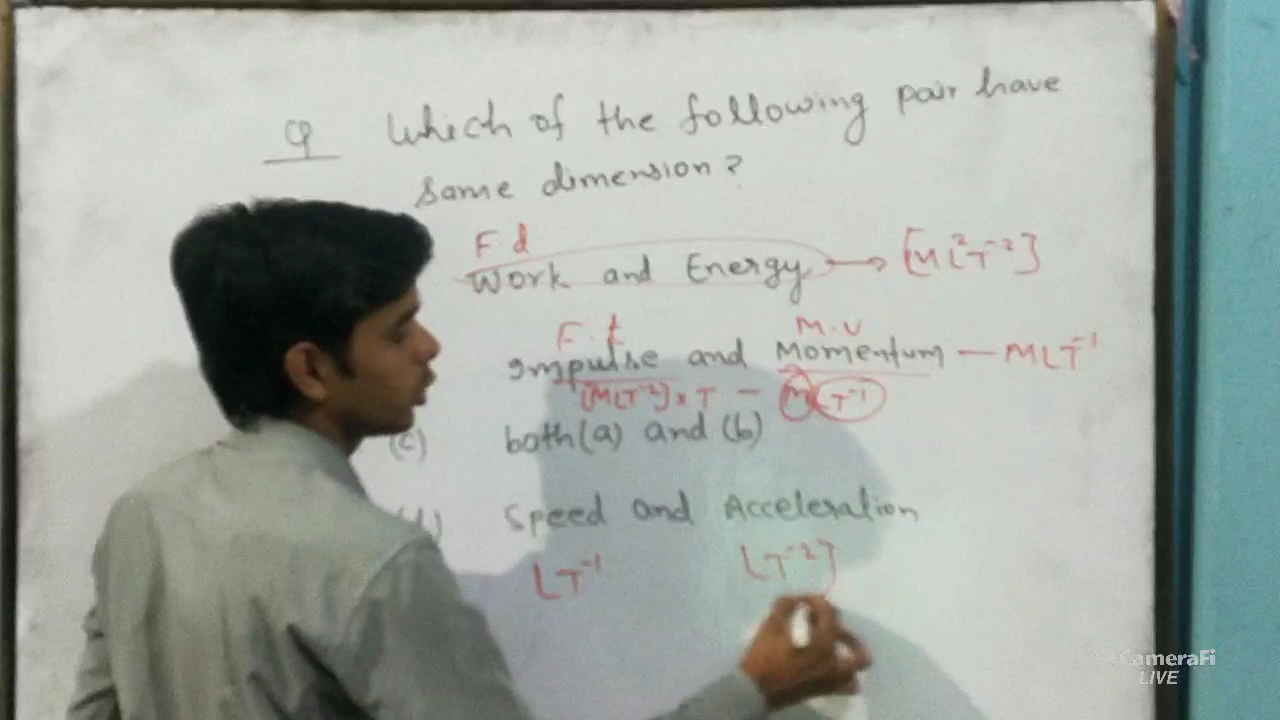 Q Which of the following pair have
same dimension?
F d
Work and Energy → [ML²T⁻²]
F. t M.v
Impulse and Momentum — MLT⁻¹
[MLT⁻²] x T — MLT⁻¹
(c) both (a) and (b)
(d) Speed and Acceleration
LT⁻¹ [LT⁻²]
CameraFi
LIVE